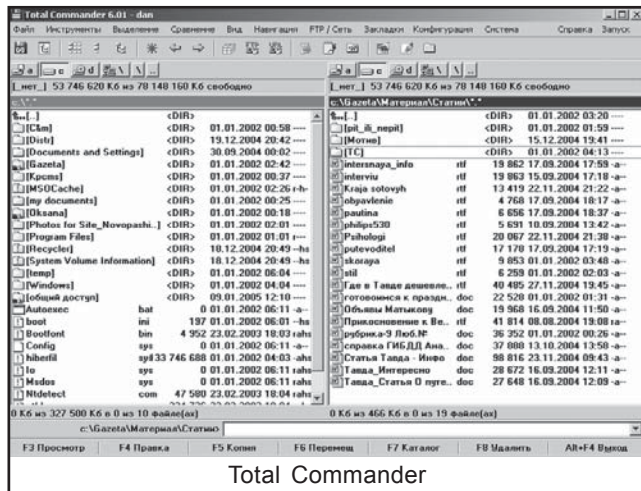 Total Commander 6.01 - dan
Файл Инструменты Выделение Сравнение Вид Навигация FTP / Сеть Закладки Конфигурация Система Справка Запуск
a c d \ \ ..
a c d \ \ ..
[_нет_] 53 746 620 Кб из 78 148 160 Кб свободно
[_нет_] 53 746 620 Кб из 78 148 160 Кб свободно
c:\*.*
[..] <DIR>
[C&m] <DIR> 01.01.2002 00:58 ----
[Distr] <DIR> 19.12.2004 20:42 ----
[Documents and Settings] <DIR> 30.09.2004 00:02 ----
[Gazeta] <DIR> 01.01.2002 02:42 ----
[Kpcms] <DIR> 01.01.2002 00:37 ----
[MSOCache] <DIR> 01.01.2002 02:26 r-h-
[my documents] <DIR> 01.01.2002 00:25 ----
[Oksana] <DIR> 01.01.2002 00:18 ----
[Photos for Site_Novopashi..] <DIR> 01.01.2002 02:01 ----
[Program Files] <DIR> 01.01.2002 01:01 r---
[Recycler] <DIR> 18.12.2004 20:49 --hs
[System Volume Information] <DIR> 18.12.2004 20:49 --hs
[temp] <DIR> 01.01.2002 06:04 ----
[Windows] <DIR> 01.01.2002 04:04 ----
[общий доступ] <DIR> 09.01.2005 12:10 ----
Autoexec bat 0 01.01.2002 06:11 -a--
boot ini 197 01.01.2002 06:01 --hs
Bootfont bin 4 952 23.02.2003 18:03 rahs
Config sys 0 01.01.2002 06:11 -a--
hiberfil sys 33 746 688 01.01.2002 04:03 -ahs
Io sys 0 01.01.2002 06:11 rahs
Msdos sys 0 01.01.2002 06:11 rahs
Ntdetect com 47 580 23.02.2003 18:04 rahs
0 Кб из 327 500 Кб в 0 из 10 файле(ах)
c:\Gazeta\Материал\Статии\*.*
[..] <DIR> 01.01.2002 03:20 ----
[pit_ili_nepit] <DIR> 01.01.2002 01:59 ----
[Мотив] <DIR> 15.12.2004 19:41 ----
[TC] <DIR> 01.01.2002 04:13 ----
intersnaya_info rtf 19 862 17.09.2004 17:59 -a--
interviu rtf 19 863 15.09.2004 17:18 -a--
Kraja sotovyh rtf 13 419 22.11.2004 21:22 -a--
obyavlenie rtf 4 768 17.09.2004 18:17 -a--
pautina rtf 6 656 17.09.2004 18:37 -a--
philips530 rtf 5 691 10.09.2004 13:42 -a--
Psihologi rtf 20 067 22.11.2004 21:38 -a--
putevoditel rtf 17 178 17.09.2004 17:19 -a--
skoraya rtf 9 853 01.01.2002 03:48 -a--
stil rtf 6 259 01.01.2002 02:03 -a--
Где в Тавде дешевле.. rtf 40 485 27.11.2004 19:45 -a--
готовоимся к праздн.. doc 22 528 01.01.2002 01:31 -a--
Объявы Матыкову doc 19 968 16.09.2004 11:50 -a--
Прикосновение к Ве.. rtf 41 814 08.08.2004 19:08 ra--
рубрика-9 Люб.№ doc 36 352 01.01.2002 00:26 -a--
справка ГИБДД Ана.. doc 37 888 13.10.2004 13:58 -a--
Статья Тавда - Инфо doc 98 816 23.11.2004 09:43 -a--
Тавда_Интересно doc 28 672 16.09.2004 12:11 -a--
Тавда_Статья О путе.. doc 27 648 16.09.2004 12:09 -a--
0 Кб из 466 Кб в 0 из 19 файле(ах)
c:\Gazeta\Материал\Статии>
F3 Просмотр F4 Правка F5 Копия F6 Перемещ F7 Каталог F8 Удалить Alt+F4 Выход
Total Commander